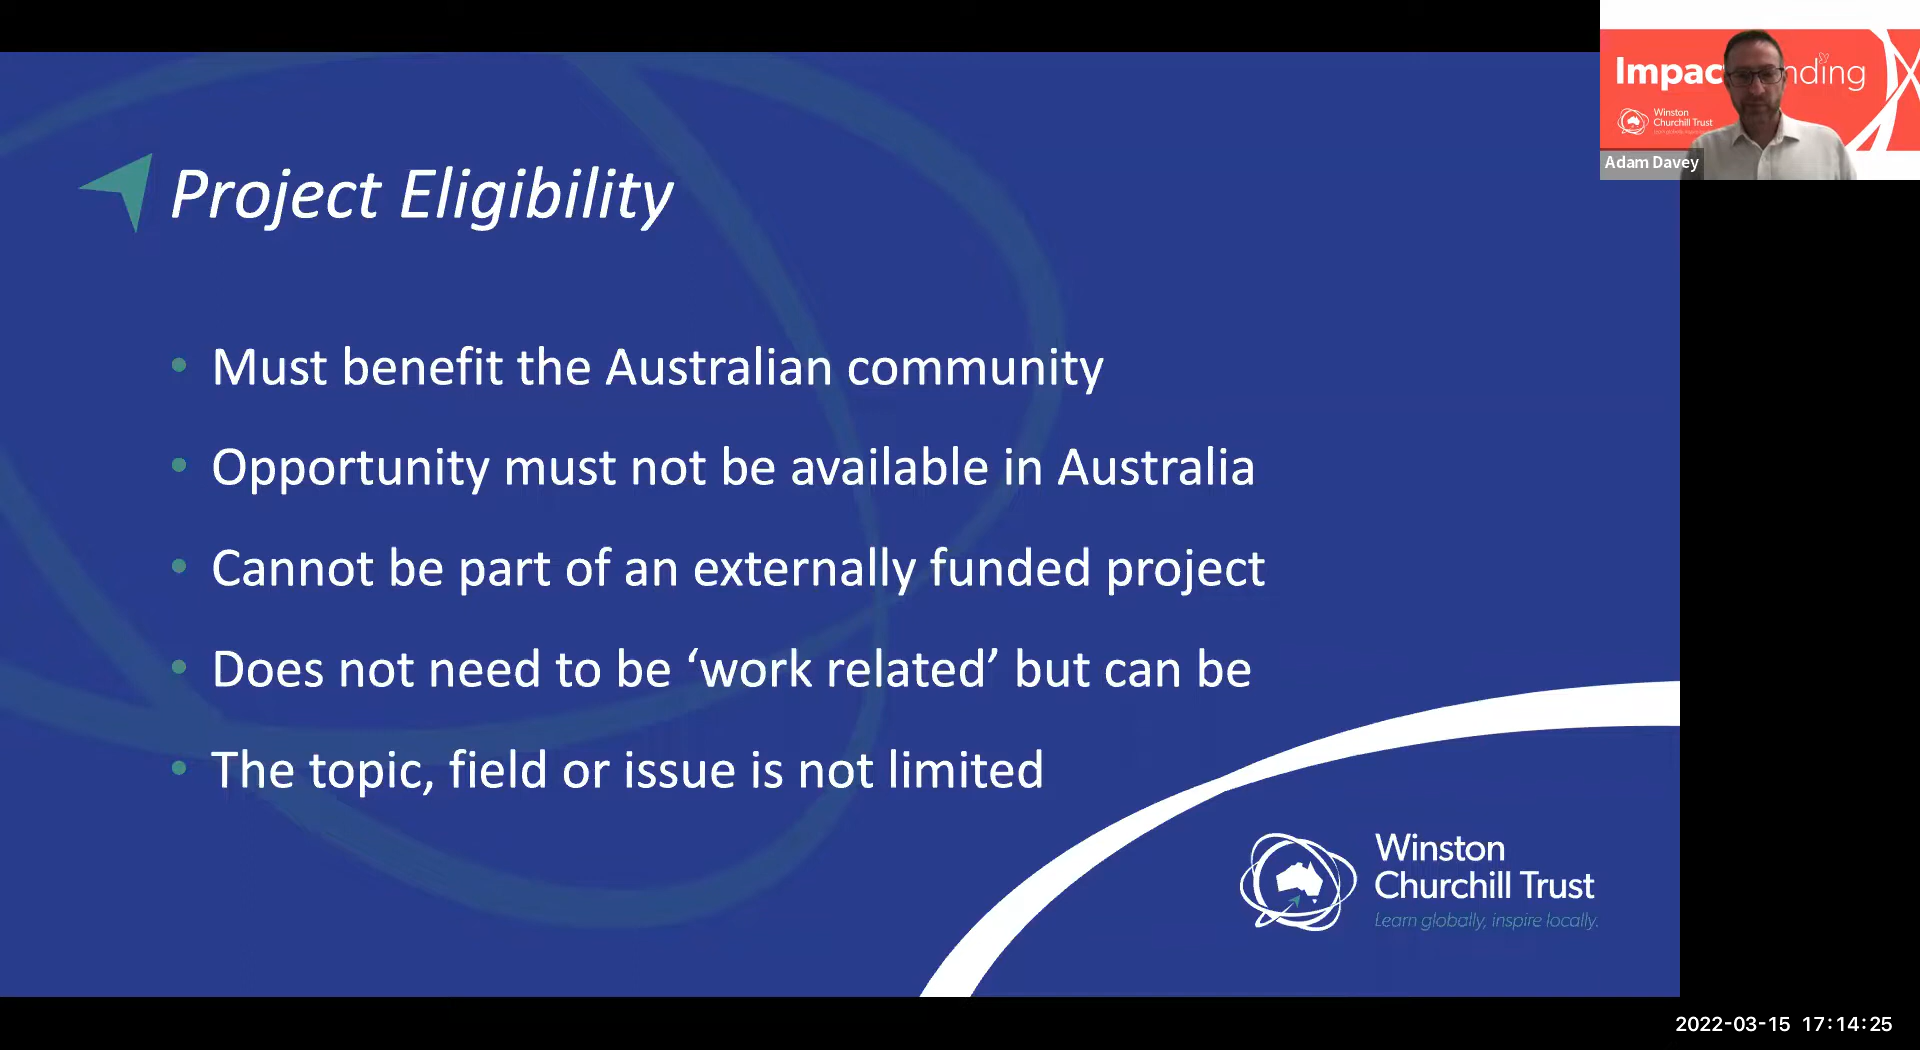 Project Eligibility
• Must benefit the Australian community
• Opportunity must not be available in Australia
• Cannot be part of an externally funded project
• Does not need to be ‘work related’ but can be
• The topic, field or issue is not limited
Winston
Churchill Trust
Learn globally, inspire locally.
Impac nding
Winston
Churchill Trust
Adam Davey
2022-03-15 17:14:25